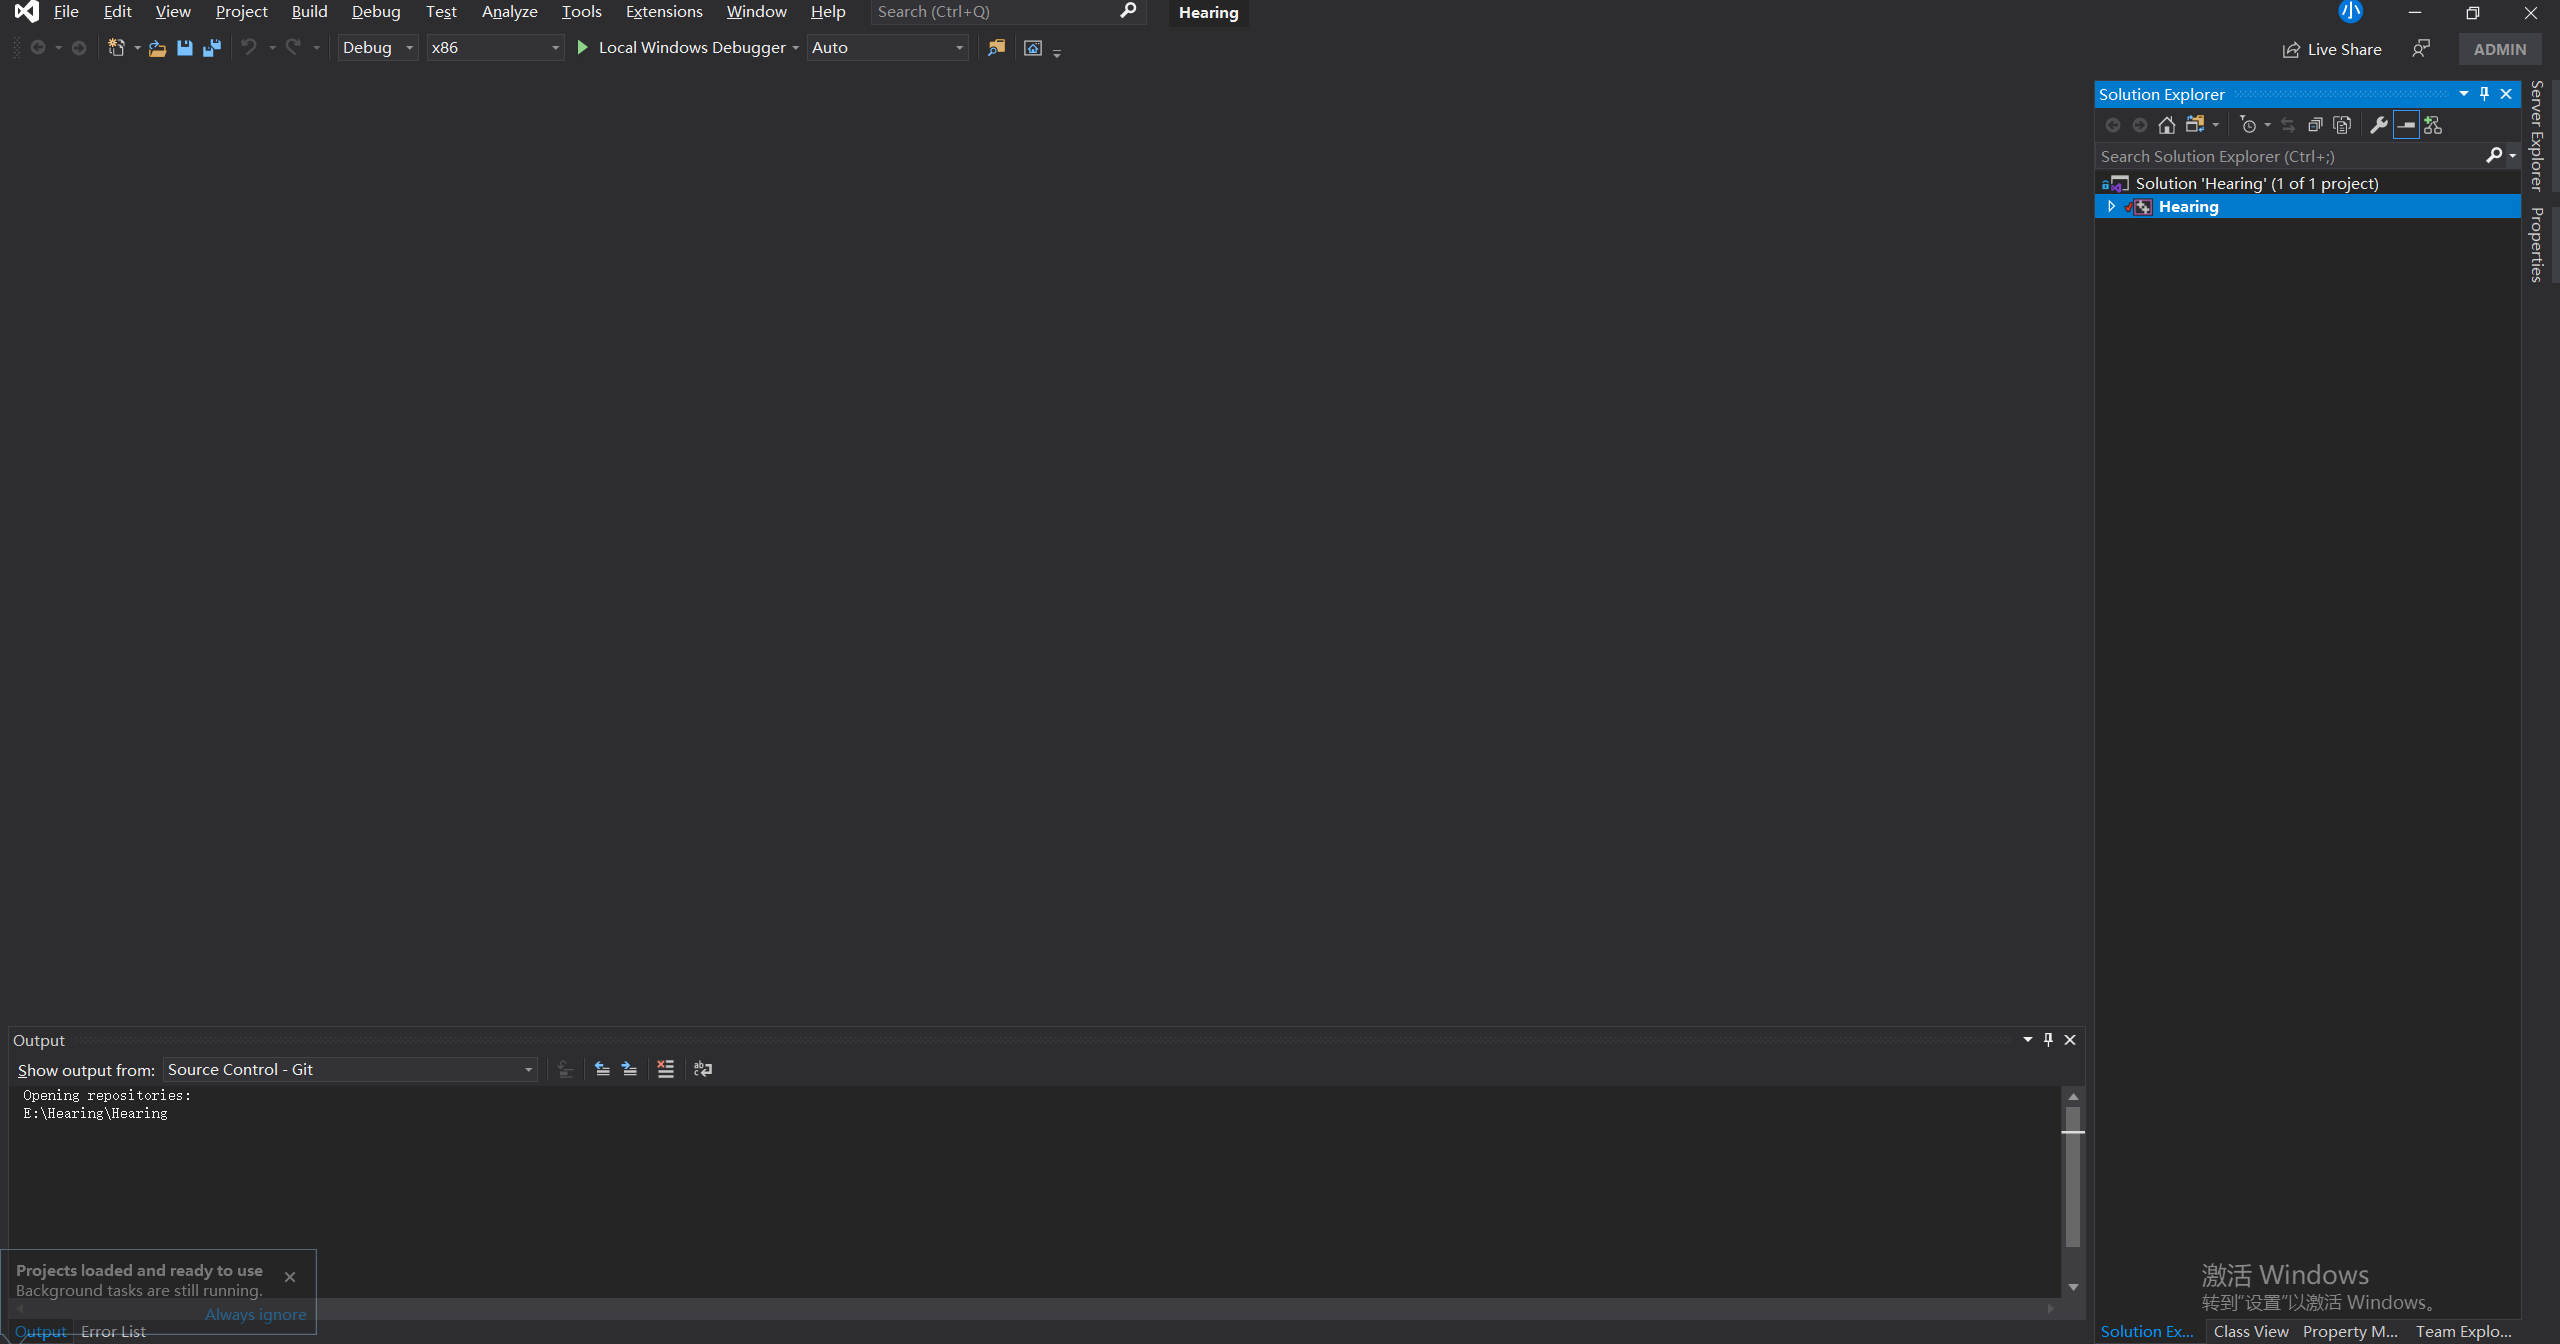 File Edit View Project Build Debug Test Analyze Tools Extensions Window Help Search (Ctrl+Q) Hearing 小
Debug x86 Local Windows Debugger Auto Live Share ADMIN
Solution Explorer
Search Solution Explorer (Ctrl+;)
Solution 'Hearing' (1 of 1 project)
Hearing
Server Explorer
Properties
Output
Show output from: Source Control - Git
Opening repositories:
E:\Hearing\Hearing
Projects loaded and ready to use
Background tasks are still running.
Always ignore
Output Error List
激活 Windows
转到“设置”以激活 Windows。
Solution Ex... Class View Property M... Team Explo...